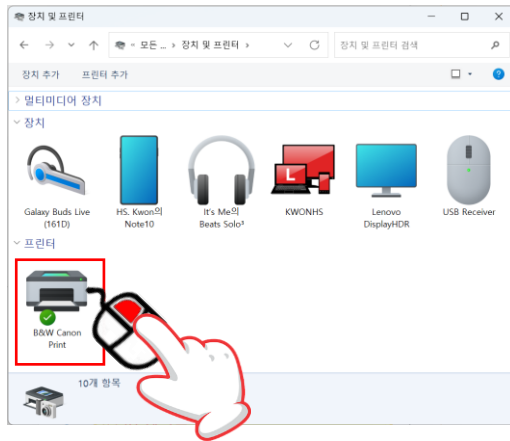 장치 및 프린터
« 모든 ... › 장치 및 프린터 ›
장치 및 프린터 검색
장치 추가 프린터 추가
멀티미디어 장치
장치
Galaxy Buds Live
(161D)
HS. Kwon의
Note10
It's Me의
Beats Solo³
KWONHS
Lenovo
DisplayHDR
USB Receiver
프린터
B&W Canon
Print
10개 항목